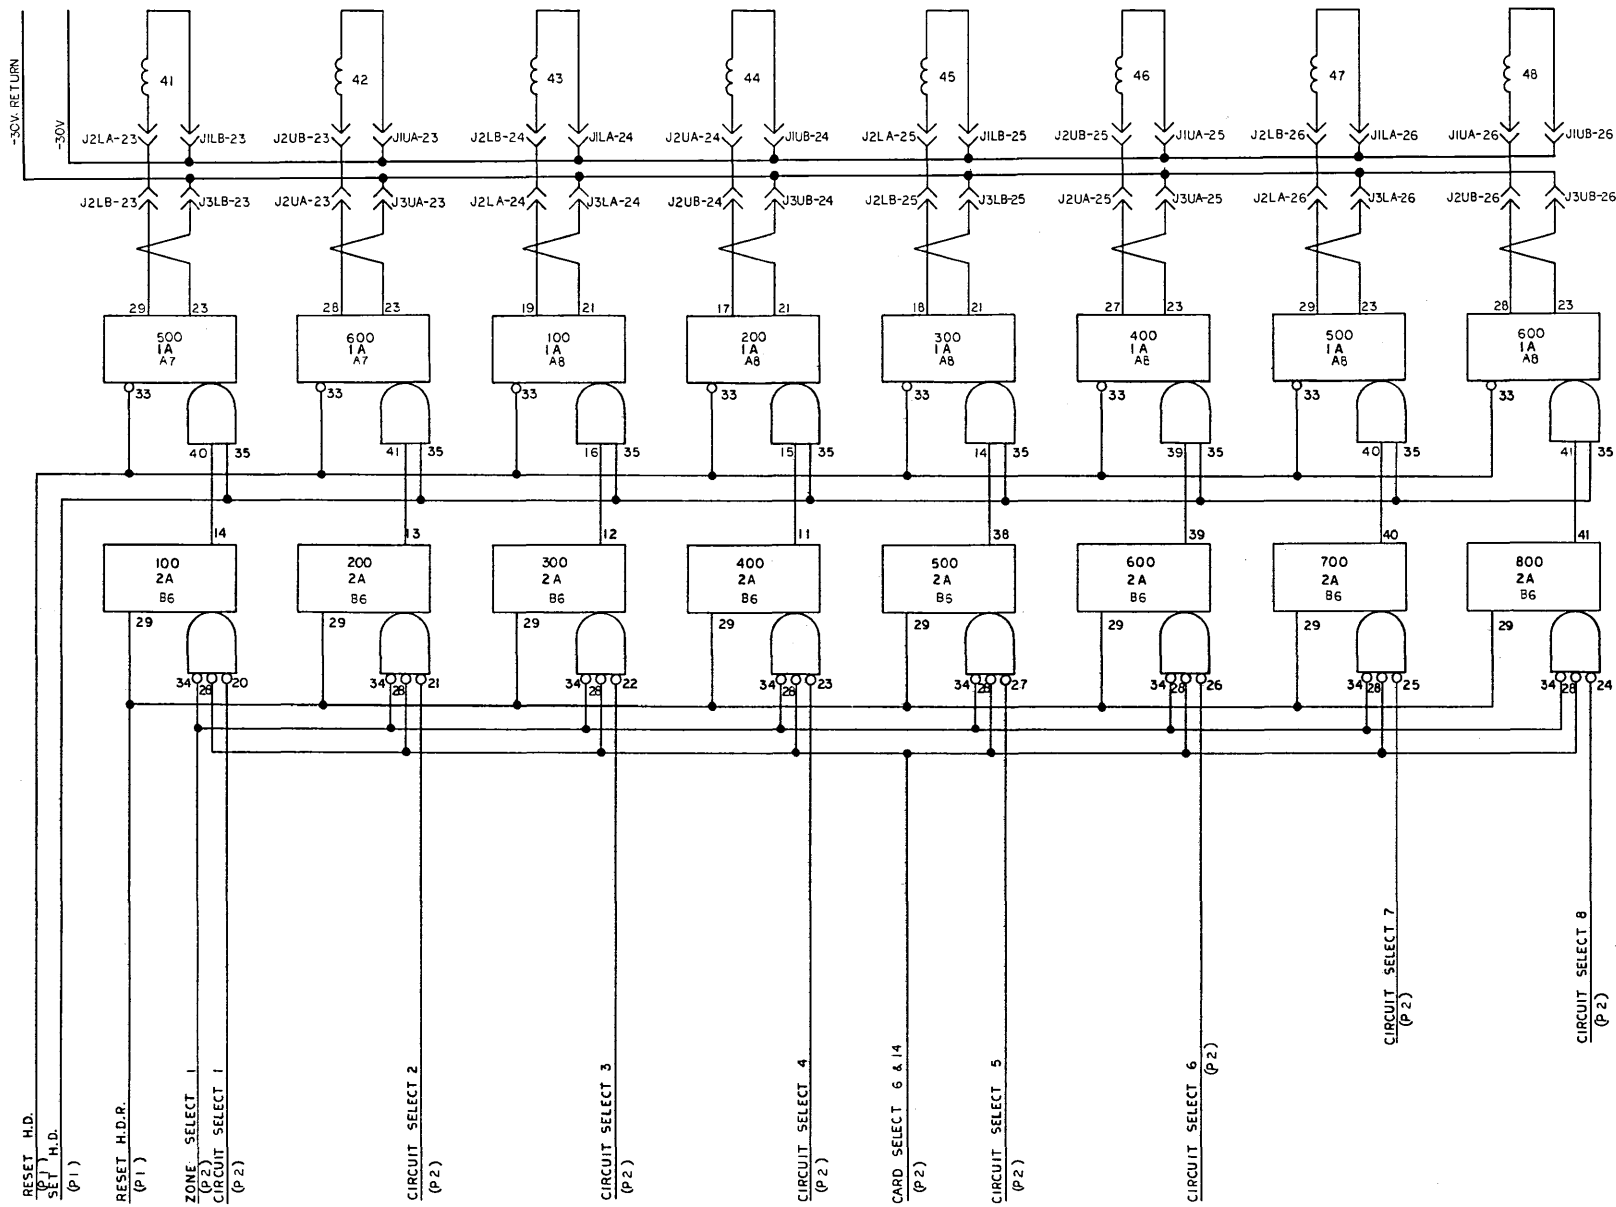 -30V. RETURN
-30V
41 42 43 44 45 46 47 48
J2LA-23 J1LB-23 J2UB-23 J1UA-23 J2LB-24 J1LA-24 J2UA-24 J1UB-24 J2LA-25 J1LB-25 J2UB-25 J1UA-25 J2LB-26 J1LA-26 J1UA-26 J1UB-26
J2LB-23 J3LB-23 J2UA-23 J3UA-23 J2LA-24 J3LA-24 J2UB-24 J3UB-24 J2LB-25 J3LB-25 J2UA-25 J3UA-25 J2LA-26 J3LA-26 J2UB-26 J3UB-26
29 23 28 23 19 21 17 21 18 21 27 23 29 23 28 23
500 600 100 200 300 400 500 600
1A 1A 1A 1A 1A 1A 1A 1A
A7 A7 A8 A8 A8 A8 A8 A8
33 33 33 33 33 33 33 33
40 35 41 35 16 35 15 35 14 35 39 35 40 35 41 35
14 13 12 11 38 39 40 41
100 200 300 400 500 600 700 800
2A 2A 2A 2A 2A 2A 2A 2A
B6 B6 B6 B6 B6 B6 B6 B6
29 29 29 29 29 29 29 29
34 28 20 34 28 21 34 28 22 34 28 23 34 28 27 34 28 26 34 28 25 34 28 24
RESET H.D.
(P1)
SET H.D.
(P1)
RESET H.D.R.
(P1)
ZONE SELECT 1
(P2)
CIRCUIT SELECT 1
(P2)
CIRCUIT SELECT 2
(P2)
CIRCUIT SELECT 3
(P2)
CIRCUIT SELECT 4
(P2)
CARD SELECT 6 & 14
(P2)
CIRCUIT SELECT 5
(P2)
CIRCUIT SELECT 6
(P2)
CIRCUIT SELECT 7
(P2)
CIRCUIT SELECT 8
(P2)